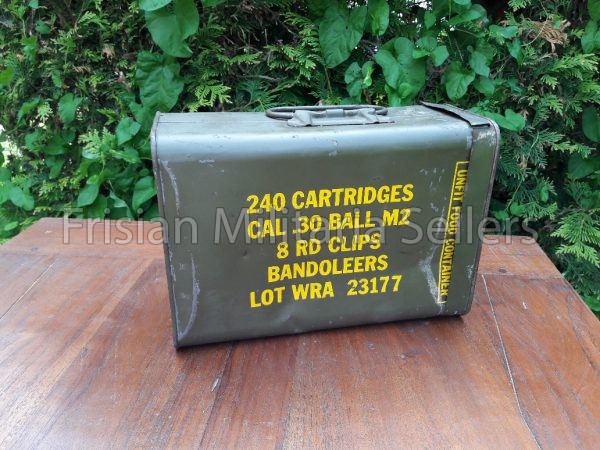 240 CARTRIDGES
CAL .30 BALL M2
8 RD CLIPS
BANDOLEERS
LOT WRA 23177
UNFIT FOOD CONTAINER
Frisian Militaria Sellers